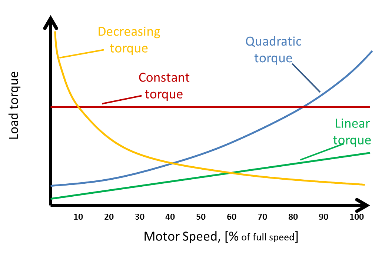 Decreasing
torque
Quadratic
torque
Constant
torque
Linear
torque
Load torque
10 20 30 40 50 60 70 80 90 100
Motor Speed, [% of full speed]